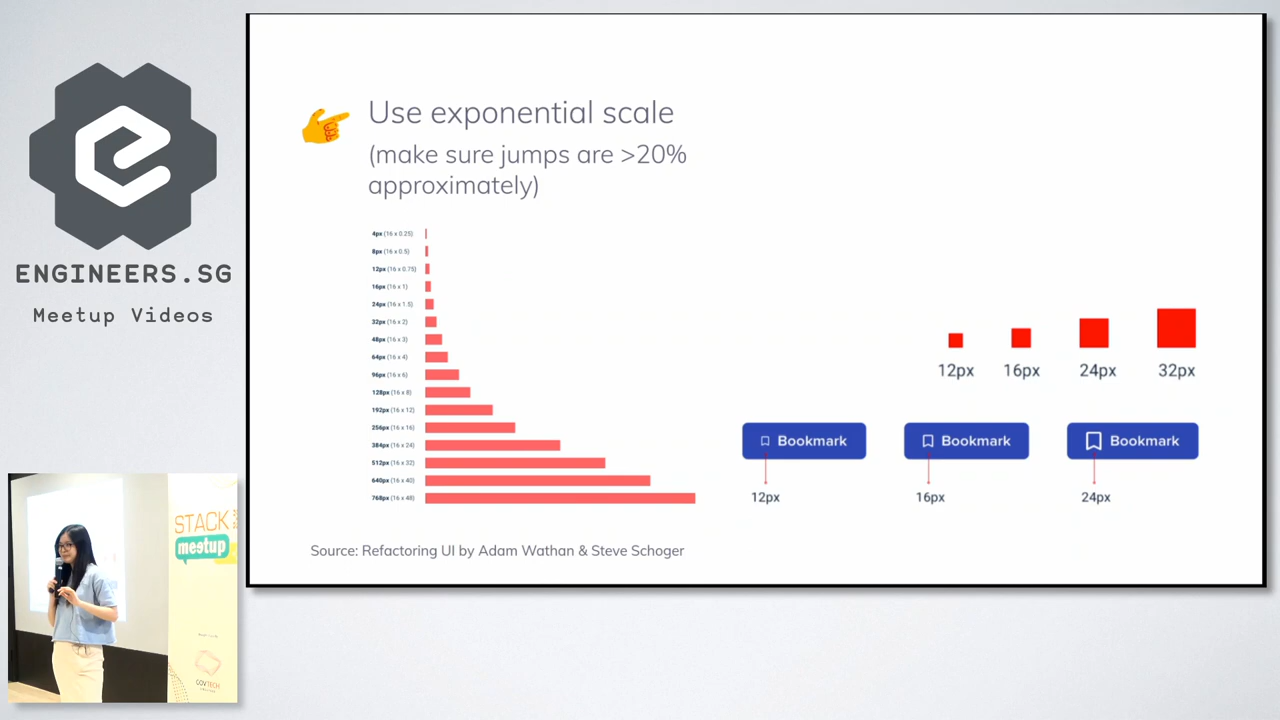 ENGINEERS.SG
Meetup Videos
Use exponential scale
(make sure jumps are >20%
approximately)
4px (16 x 0.25)
8px (16 x 0.5)
12px (16 x 0.75)
16px (16 x 1)
24px (16 x 1.5)
32px (16 x 2)
48px (16 x 3)
64px (16 x 4)
96px (16 x 6)
128px (16 x 8)
192px (16 x 12)
256px (16 x 16)
384px (16 x 24)
512px (16 x 32)
640px (16 x 40)
768px (16 x 48)
12px 16px 24px 32px
Bookmark Bookmark Bookmark
12px 16px 24px
Source: Refactoring UI by Adam Wathan & Steve Schoger
STACK
meetup
GOVTECH